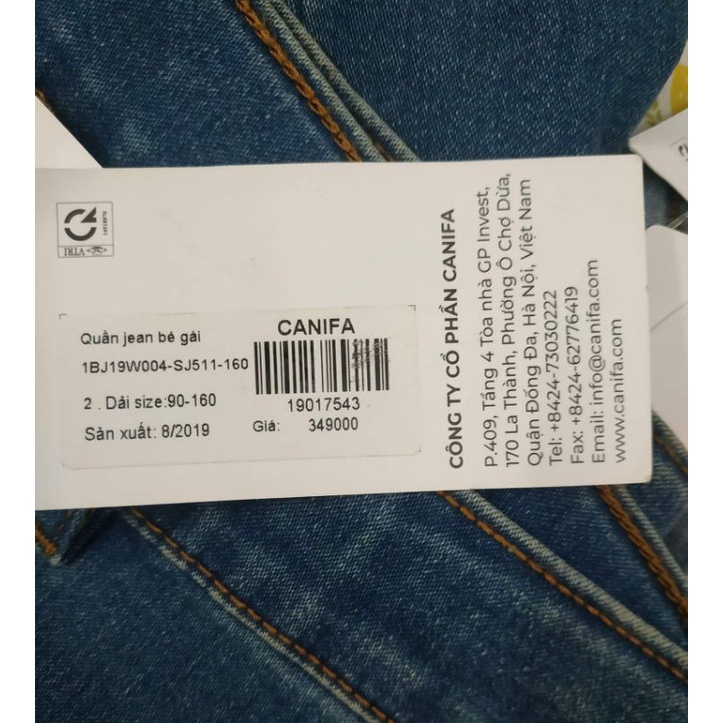 VTRI
CANIFA
Quần jean bé gái
1BJ19W004-SJ511-160
2 . Dải size:90-160
19017543
Sản xuất: 8/2019
Giá: 349000
CÔNG TY CỔ PHẦN CANIFA
P.409, Tầng 4 Tòa nhà GP Invest,
170 La Thành, Phường Ô Chợ Dừa,
Quận Đống Đa, Hà Nội, Việt Nam
Tel: +8424-73030222
Fax: +8424-62776419
Email: info@canifa.com
www.canifa.com